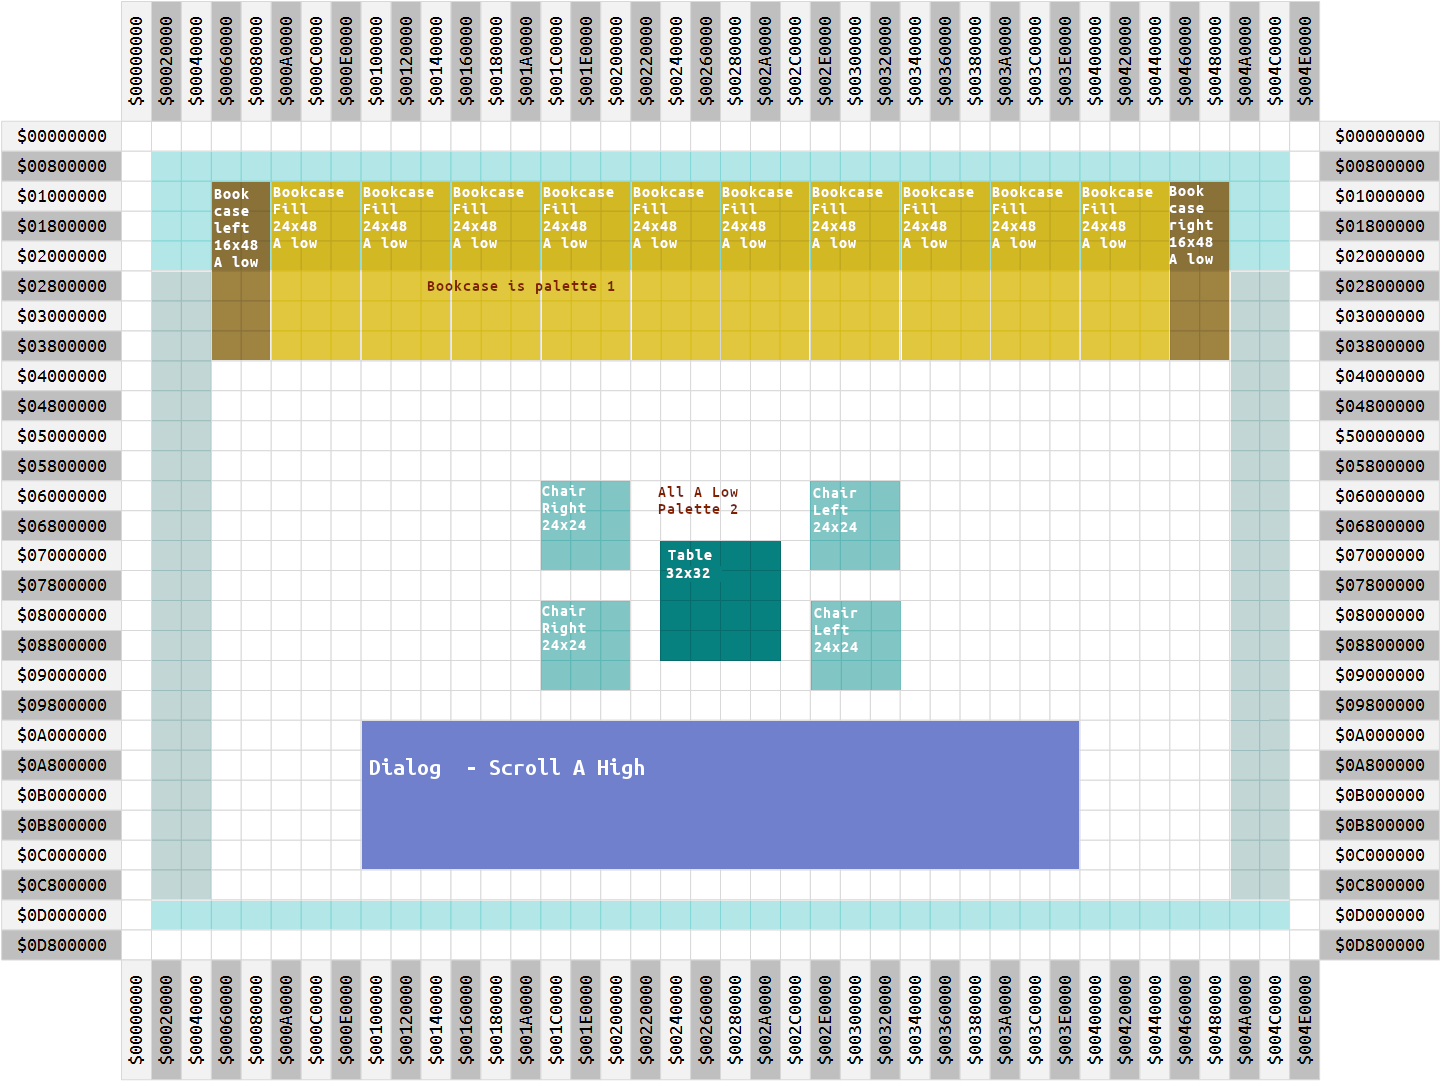 $00000000
$00020000
$00040000
$00060000
$00080000
$000A0000
$000C0000
$000E0000
$00100000
$00120000
$00140000
$00160000
$00180000
$001A0000
$001C0000
$001E0000
$00200000
$00220000
$00240000
$00260000
$00280000
$002A0000
$002C0000
$002E0000
$00300000
$00320000
$00340000
$00360000
$00380000
$003A0000
$003C0000
$003E0000
$00400000
$00420000
$00440000
$00460000
$00480000
$004A0000
$004C0000
$004E0000
$00000000
$00800000
$01000000
$01800000
$02000000
$02800000
$03000000
$03800000
$04000000
$04800000
$05000000
$05800000
$06000000
$06800000
$07000000
$07800000
$08000000
$08800000
$09000000
$09800000
$0A000000
$0A800000
$0B000000
$0B800000
$0C000000
$0C800000
$0D000000
$0D800000
Book
case
left
16x48
A low
Bookcase
Fill
24x48
A low
Bookcase
Fill
24x48
A low
Bookcase
Fill
24x48
A low
Bookcase
Fill
24x48
A low
Bookcase
Fill
24x48
A low
Bookcase
Fill
24x48
A low
Bookcase
Fill
24x48
A low
Bookcase
Fill
24x48
A low
Bookcase
Fill
24x48
A low
Bookcase
Fill
24x48
A low
Book
case
right
16x48
A low
Bookcase is palette 1
Chair
Right
24x24
All A Low
Palette 2
Chair
Left
24x24
Table
32x32
Chair
Right
24x24
Chair
Left
24x24
Dialog  - Scroll A High
$00000000
$00800000
$01000000
$01800000
$02000000
$02800000
$03000000
$03800000
$04000000
$04800000
$50000000
$05800000
$06000000
$06800000
$07000000
$07800000
$08000000
$08800000
$09000000
$09800000
$0A000000
$0A800000
$0B000000
$0B800000
$0C000000
$0C800000
$0D000000
$0D800000
$00000000
$00020000
$00040000
$00060000
$00080000
$000A0000
$000C0000
$000E0000
$00100000
$00120000
$00140000
$00160000
$00180000
$001A0000
$001C0000
$001E0000
$00200000
$00220000
$00240000
$00260000
$00280000
$002A0000
$002C0000
$002E0000
$00300000
$00320000
$00340000
$00360000
$00380000
$003A0000
$003C0000
$003E0000
$00400000
$00420000
$00440000
$00460000
$00480000
$004A0000
$004C0000
$004E0000